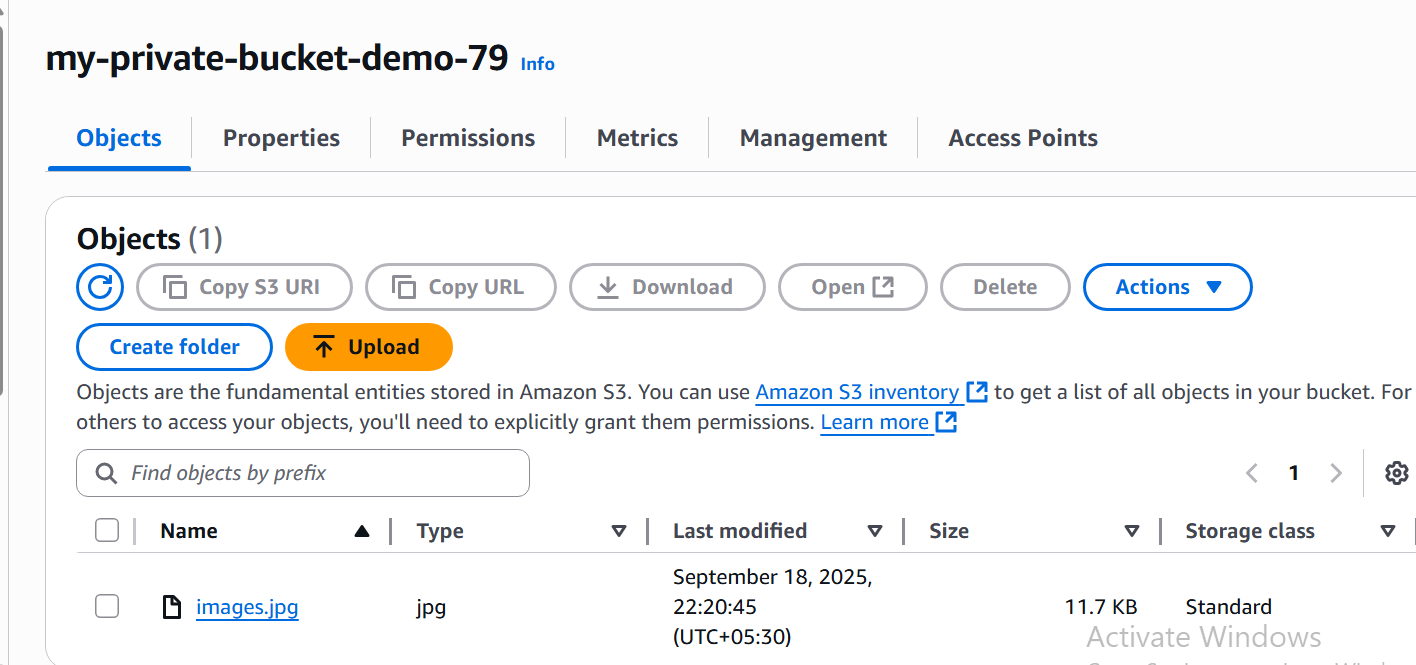 my-private-bucket-demo-79 Info
Objects Properties Permissions Metrics Management Access Points
Objects (1)
Copy S3 URI Copy URL Download Open Delete Actions
Create folder Upload
Objects are the fundamental entities stored in Amazon S3. You can use Amazon S3 inventory to get a list of all objects in your bucket. For
others to access your objects, you'll need to explicitly grant them permissions. Learn more
Find objects by prefix 1
Name Type Last modified Size Storage class
images.jpg jpg September 18, 2025, 22:20:45 (UTC+05:30) 11.7 KB Standard
Activate Windows